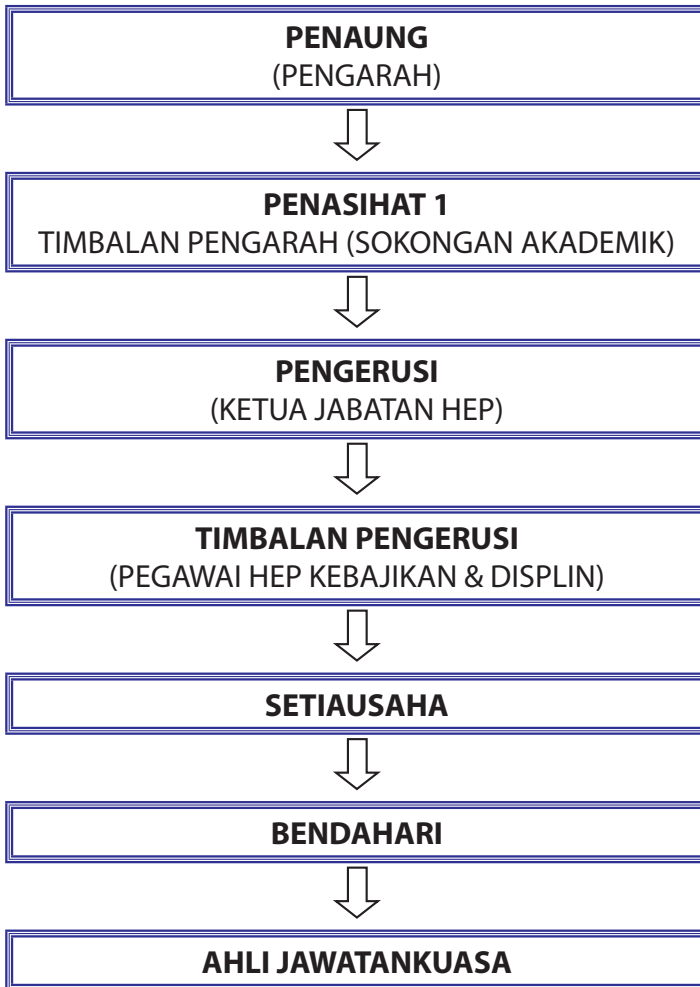 PENAUNG
(PENGARAH)
PENASIHAT 1
TIMBALAN PENGARAH (SOKONGAN AKADEMIK)
PENGERUSI
(KETUA JABATAN HEP)
TIMBALAN PENGERUSI
(PEGAWAI HEP KEBAJIKAN & DISPLIN)
SETIAUSAHA
BENDAHARI
AHLI JAWATANKUASA